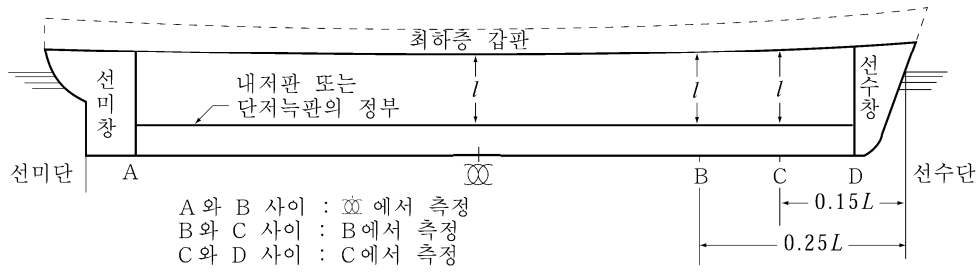 최하층 갑판
선미창
내저판 또는
단저늑판의 정부
l
l
l
선수창
선미단
A
B
C
D
선수단
A와 B 사이 : 에서 측정
B와 C 사이 : B에서 측정
C와 D 사이 : C에서 측정
0.15L
0.25L